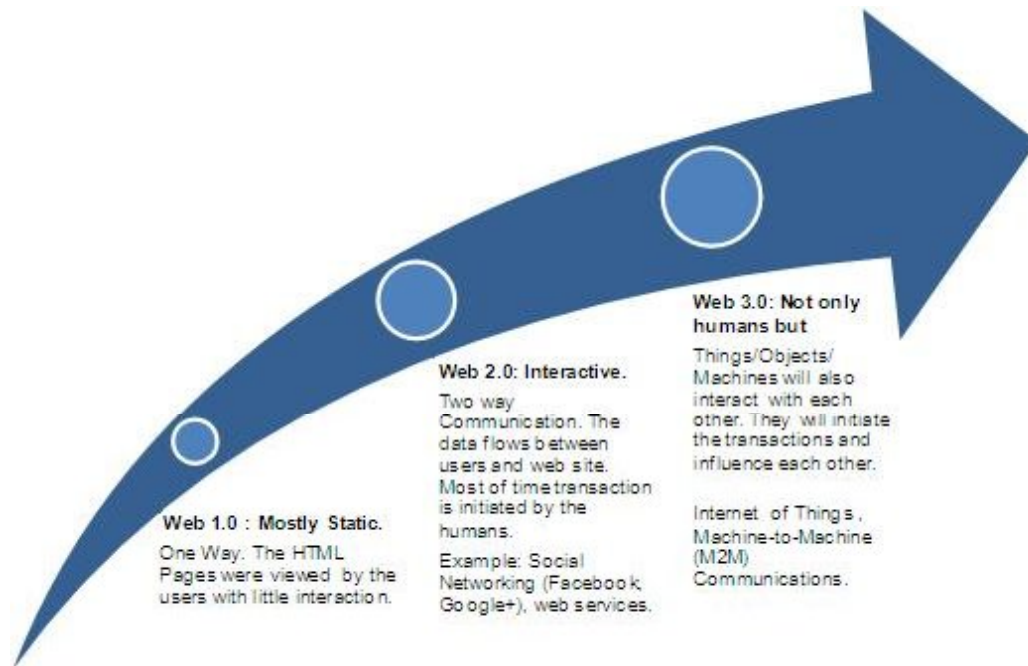 Web 1.0 : Mostly Static.
One Way. The HTML
Pages were viewed by the
users with little interaction.
Web 2.0: Interactive.
Two way
Communication. The
data flows between
users and web site.
Most of time transaction
is initiated by the
humans.
Example: Social
Networking (Facebook,
Google+), web services.
Web 3.0: Not only
humans but
Things/Objects/
Machines will also
interact with each
other. They will initiate
the transactions and
influence each other.
Internet of Things ,
Machine-to-Machine
(M2M)
Communications.